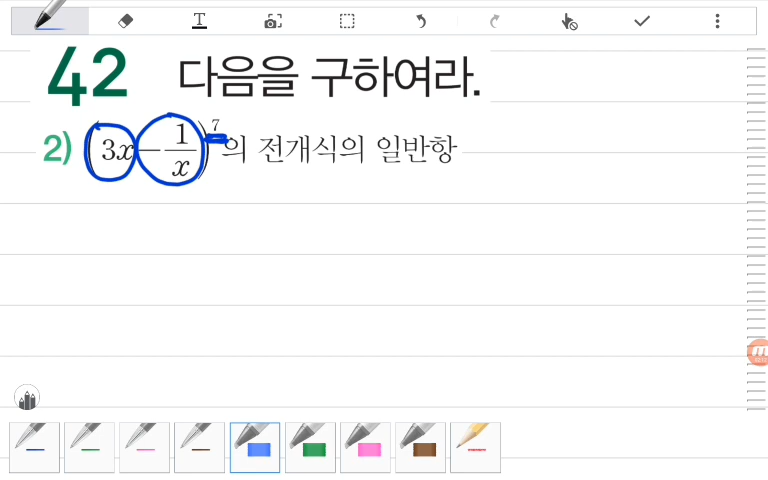 T
42 다음을 구하여라.
2) (3x - 1/x)^7의 전개식의 일반항